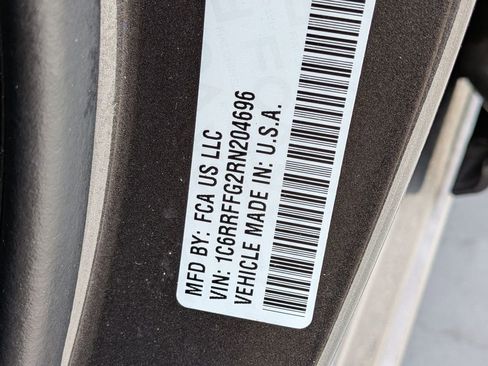 MFD BY: FCA US LLC
VIN: 1C6RRFFG2RN204696
VEHICLE MADE IN: U.S.A.